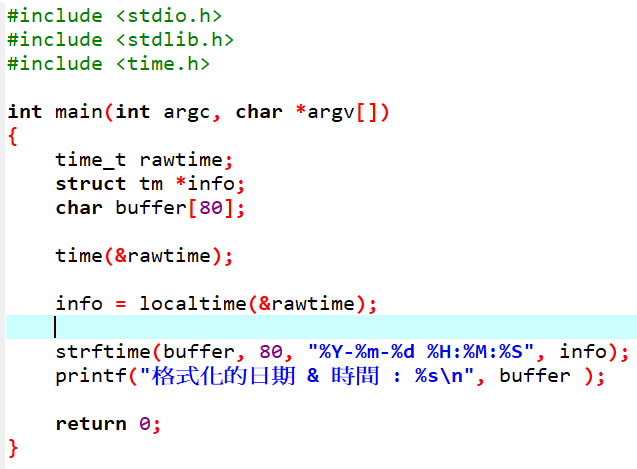 #include <stdio.h>
#include <stdlib.h>
#include <time.h>
int main(int argc, char *argv[])
{
time_t rawtime;
struct tm *info;
char buffer[80];
time(&rawtime);
info = localtime(&rawtime);
strftime(buffer, 80, "%Y-%m-%d %H:%M:%S", info);
printf("格式化的日期 & 時間 : %s\n", buffer );
return 0;
}